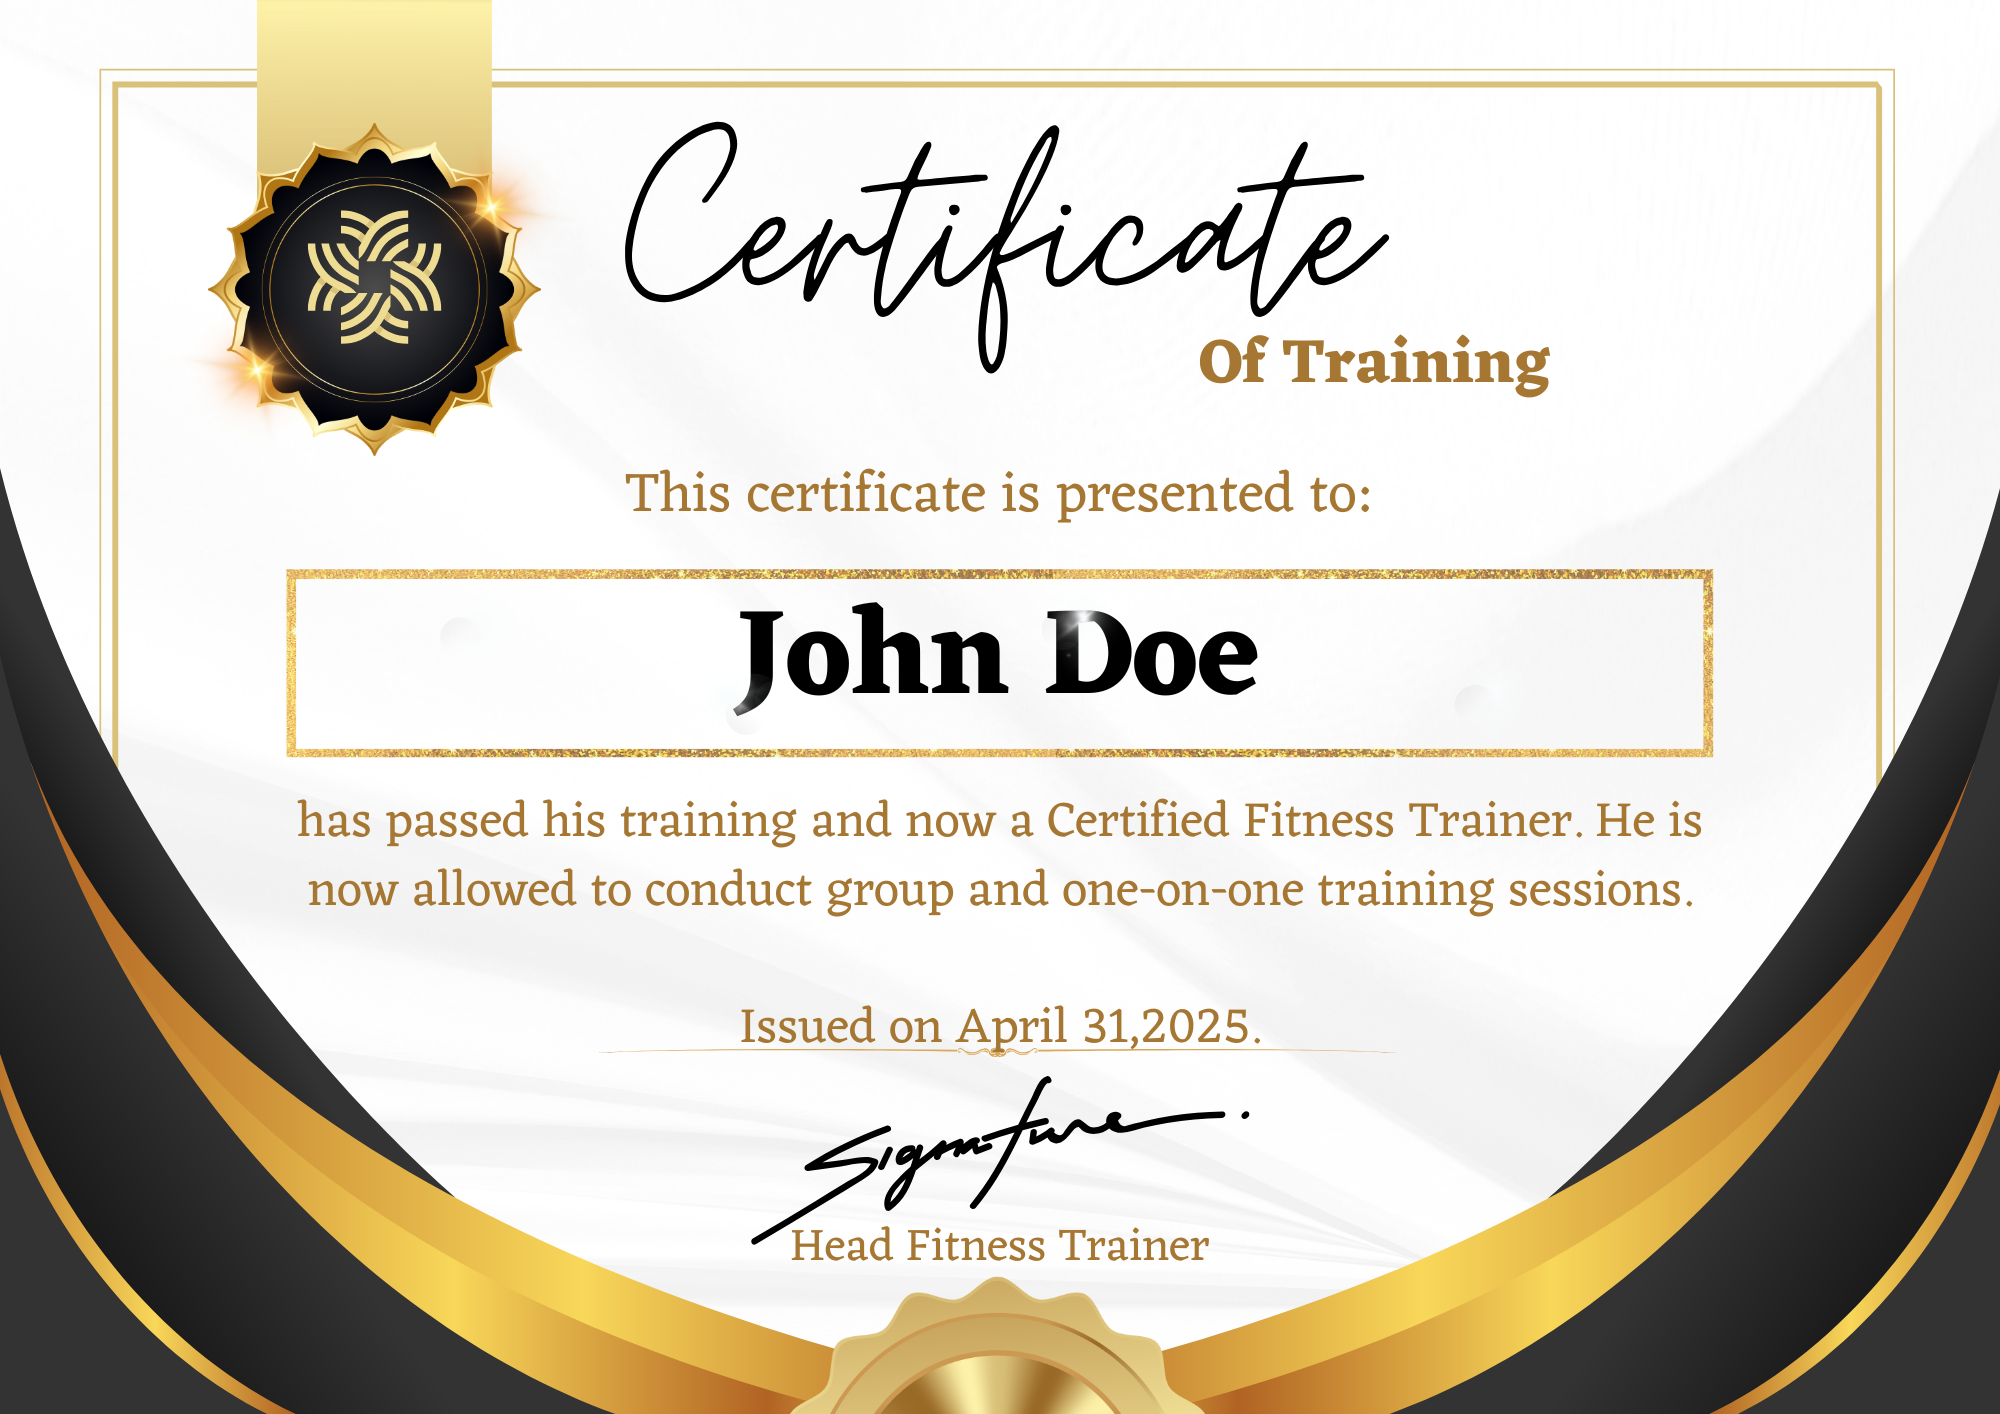 Certificate
Of Training
This certificate is presented to:
John Doe
has passed his training and now a Certified Fitness Trainer. He is
now allowed to conduct group and one-on-one training sessions.
Issued on April 31,2025.
Signature.
Head Fitness Trainer